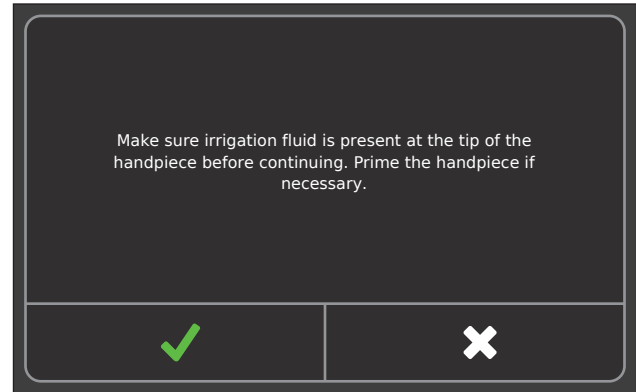 Make sure irrigation fluid is present at the tip of the
handpiece before continuing. Prime the handpiece if
necessary.